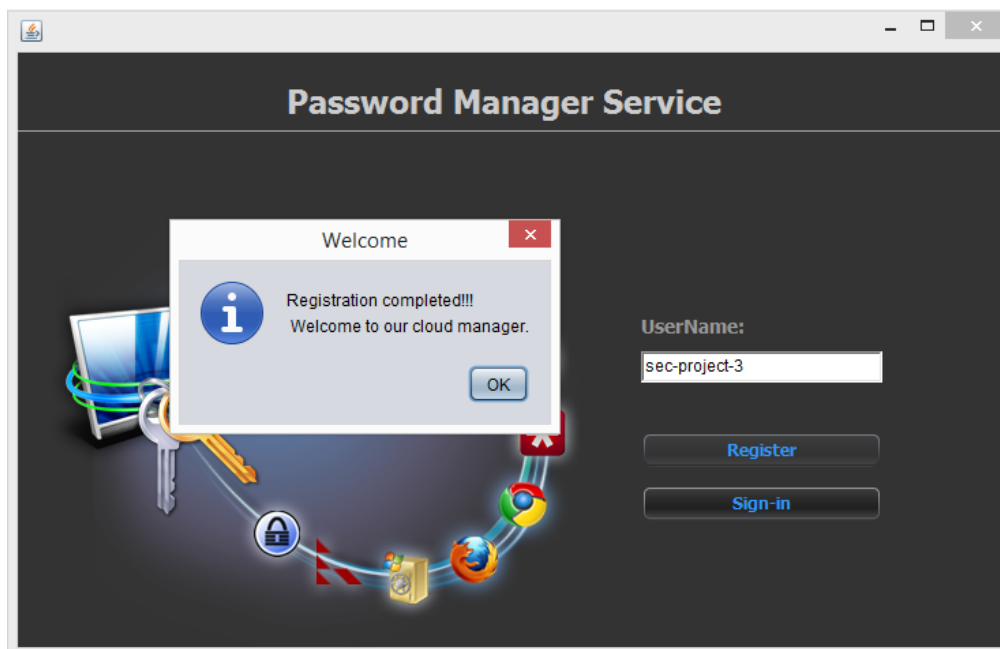 Password Manager Service
Welcome
Registration completed!!!
Welcome to our cloud manager.
OK
UserName:
sec-project-3
Register
Sign-in